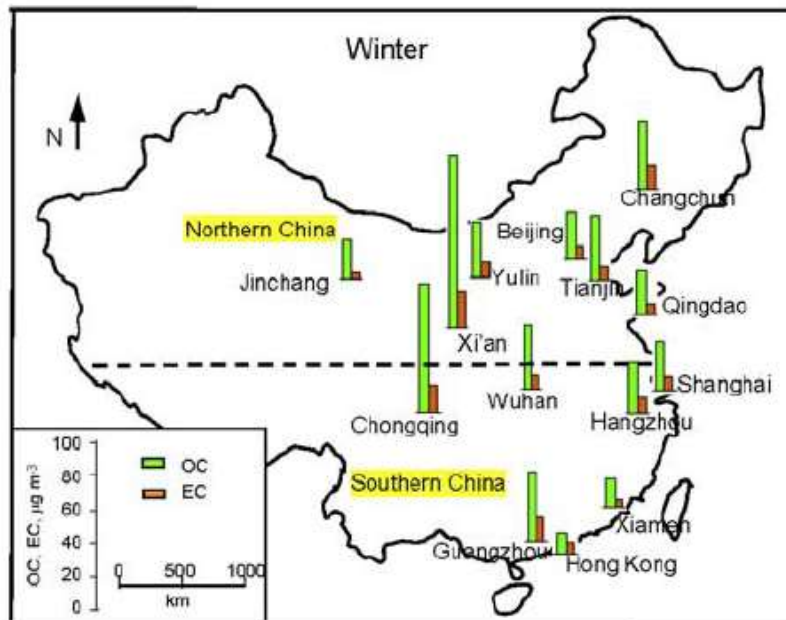 Winter
N
Changchun
Northern China
Beijing
Jinchang
Yulin
Tianjin
Qingdao
Xi'an
Shanghai
Wuhan
Chongqing
Hangzhou
Southern China
Xiamen
Guangzhou
Hong Kong
OC, EC, µg m-3
100
80
60
40
20
0
OC
EC
0 500 1000
km